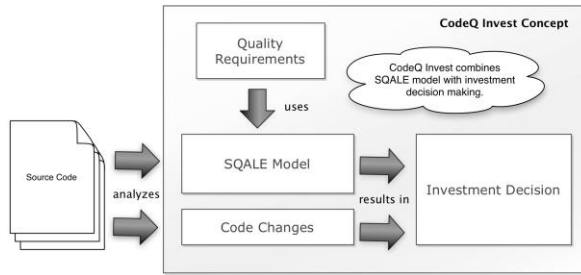 CodeQ Invest Concept
Quality
Requirements
CodeQ Invest combines
SQALE model with investment
decision making.
uses
Source Code
analyzes
SQALE Model
results in
Investment Decision
Code Changes